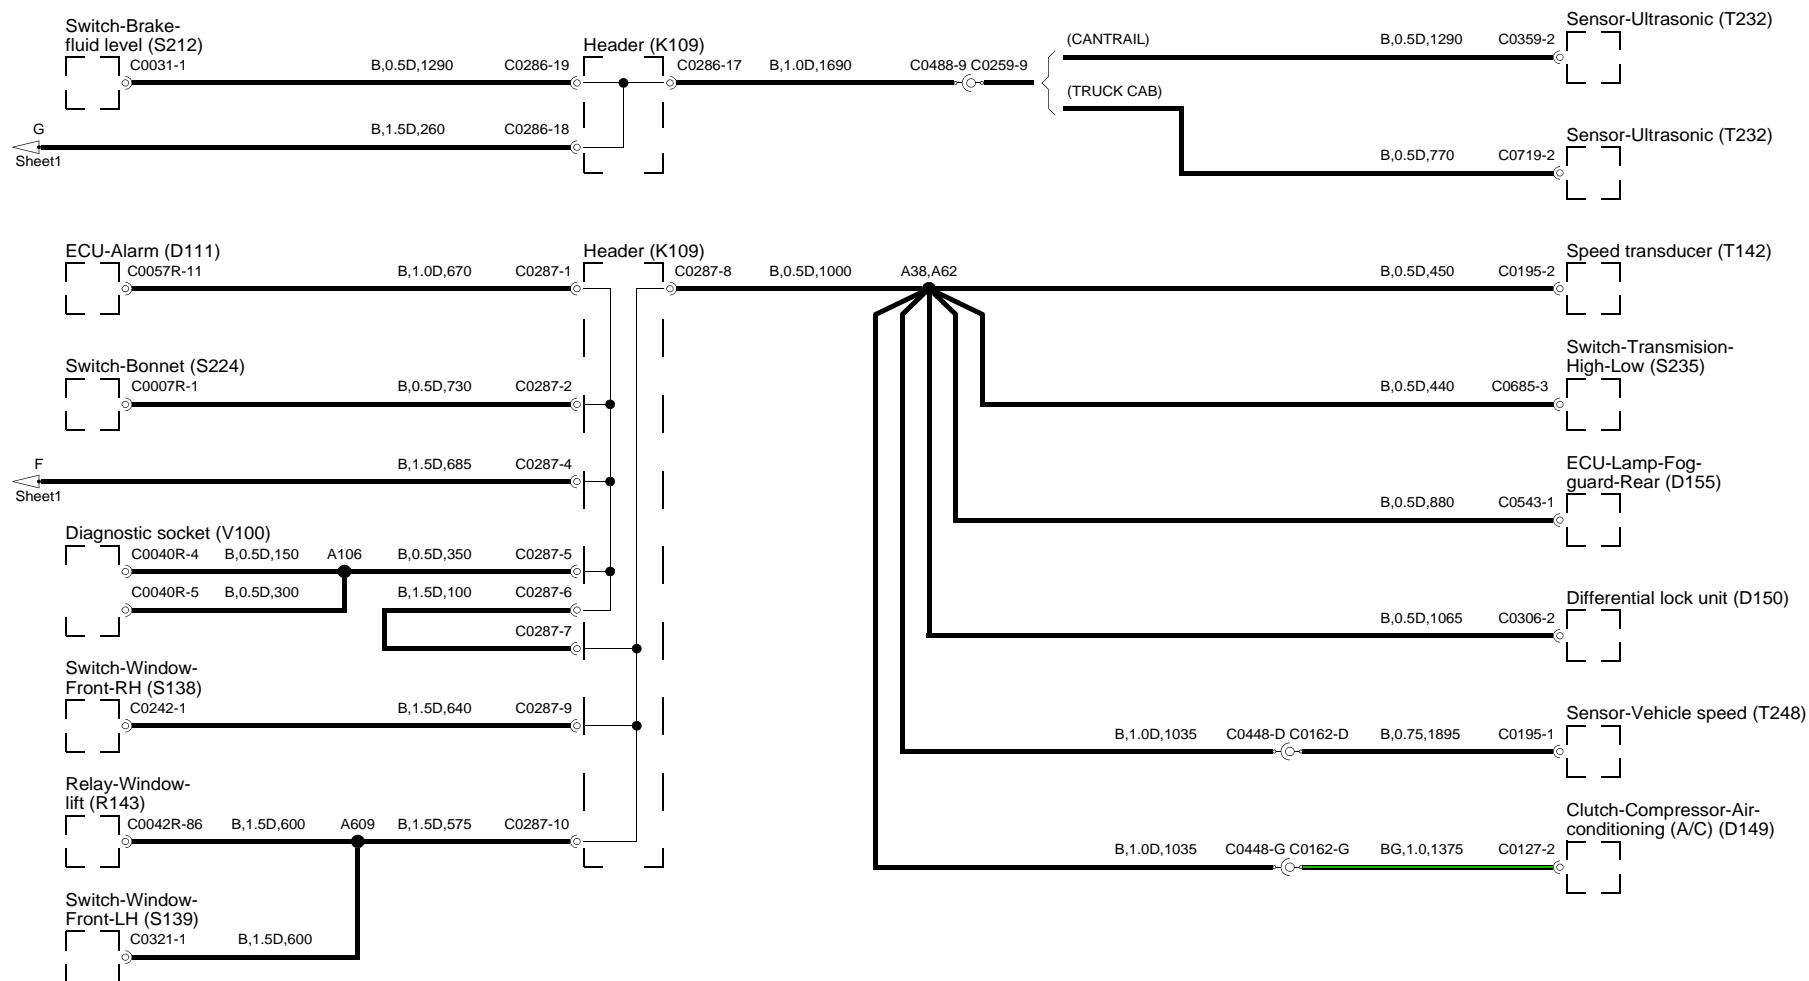 Switch-Brake-
fluid level (S212)
C0031-1 B,0.5D,1290 C0286-19
Header (K109)
C0286-17 B,1.0D,1690 C0488-9 C0259-9
(CANTRAIL) B,0.5D,1290 C0359-2
Sensor-Ultrasonic (T232)
(TRUCK CAB)
G B,1.5D,260 C0286-18
Sheet1
Sensor-Ultrasonic (T232)
B,0.5D,770 C0719-2
ECU-Alarm (D111)
C0057R-11 B,1.0D,670 C0287-1
Header (K109)
C0287-8 B,0.5D,1000 A38,A62 B,0.5D,450 C0195-2
Speed transducer (T142)
Switch-Bonnet (S224)
C0007R-1 B,0.5D,730 C0287-2
Switch-Transmision-
High-Low (S235)
B,0.5D,440 C0685-3
F B,1.5D,685 C0287-4
Sheet1
ECU-Lamp-Fog-
guard-Rear (D155)
B,0.5D,880 C0543-1
Diagnostic socket (V100)
C0040R-4 B,0.5D,150 A106 B,0.5D,350 C0287-5
C0040R-5 B,0.5D,300 B,1.5D,100 C0287-6
C0287-7
Differential lock unit (D150)
B,0.5D,1065 C0306-2
Switch-Window-
Front-RH (S138)
C0242-1 B,1.5D,640 C0287-9
Sensor-Vehicle speed (T248)
B,1.0D,1035 C0448-D C0162-D B,0.75,1895 C0195-1
Relay-Window-
lift (R143)
C0042R-86 B,1.5D,600 A609 B,1.5D,575 C0287-10
Clutch-Compressor-Air-
conditioning (A/C) (D149)
B,1.0D,1035 C0448-G C0162-G BG,1.0,1375 C0127-2
Switch-Window-
Front-LH (S139)
C0321-1 B,1.5D,600